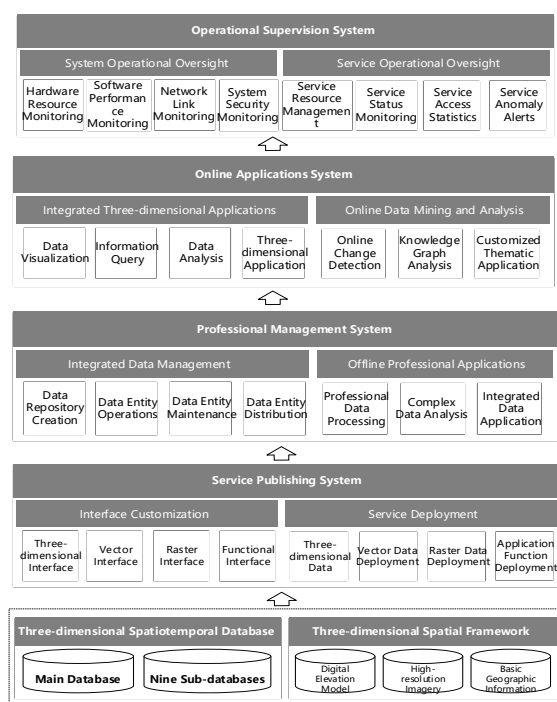 Operational Supervision System
System Operational Oversight
Service Operational Oversight
Hardware
Resource
Monitoring
Software
Performan
ce
Monitoring
Network
Link
Monitoring
System
Security
Monitoring
Service
Resource
Managemen
t
Service
Status
Monitoring
Service
Access
Statistics
Service
Anomaly
Alerts
Online Applications System
Integrated Three-dimensional Applications
Online Data Mining and Analysis
Data
Visualization
Information
Query
Data
Analysis
Three-
dimensional
Application
Online
Change
Detection
Knowledge
Graph
Analysis
Customized
Thematic
Application
Professional Management System
Integrated Data Management
Offline Professional Applications
Data
Repository
Creation
Data Entity
Operations
Data Entity
Maintenance
Data Entity
Distribution
Professional
Data
Processing
Complex
Data Analysis
Integrated
Data
Application
Service Publishing System
Interface Customization
Service Deployment
Three-
dimensional
Interface
Vector
Interface
Raster
Interface
Functional
Interface
Three-
dimensional
Data
Vector Data
Deployment
Raster Data
Deployment
Application
Function
Deployment
Three-dimensional Spatiotemporal Database
Three-dimensional Spatial Framework
Main Database
Nine Sub-databases
Digital
Elevation
Model
High-
resolution
Imagery
Basic
Geographic
Information